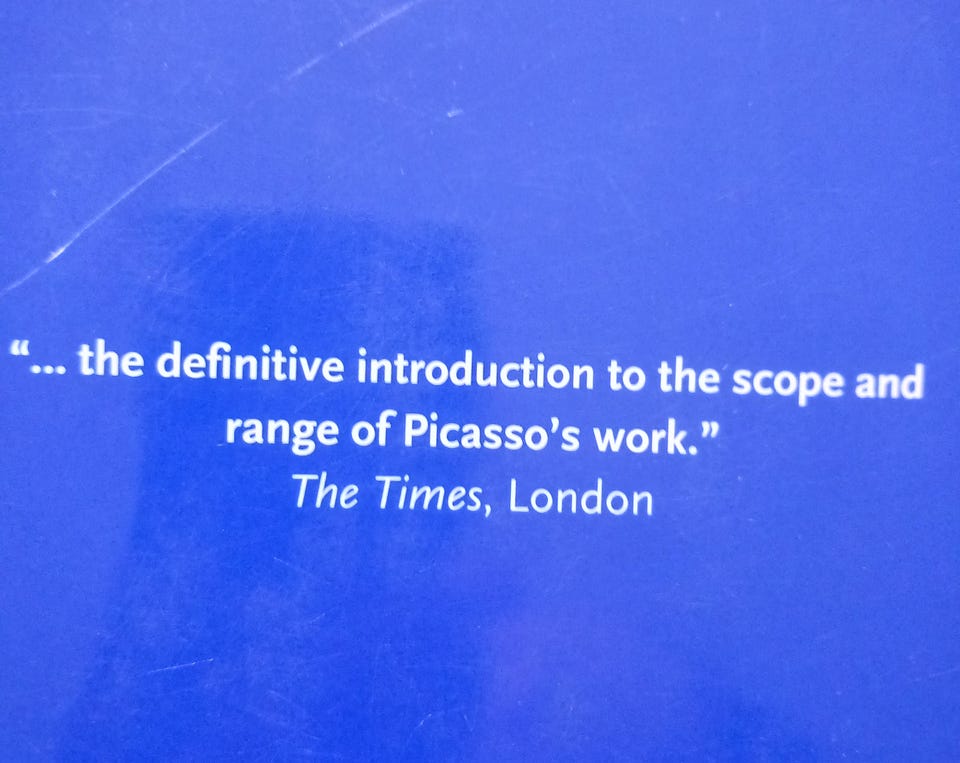 “... the definitive introduction to the scope and
range of Picasso’s work.”
The Times, London